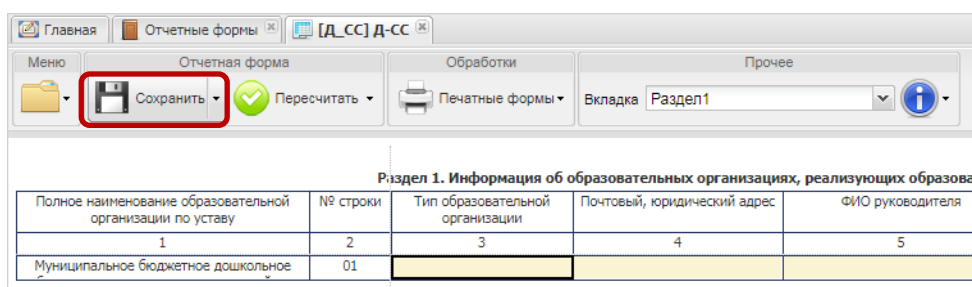 Главная Отчетные формы [Д_СС] Д-СС
Меню Отчетная форма Обработки Прочее
Сохранить Пересчитать Печатные формы Вкладка Раздел1
Раздел 1. Информация об образовательных организациях, реализующих образова
Полное наименование образовательной № строки Тип образовательной Почтовый, юридический адрес ФИО руководителя
организации по уставу организации
1 2 3 4 5
Муниципальное бюджетное дошкольное 01